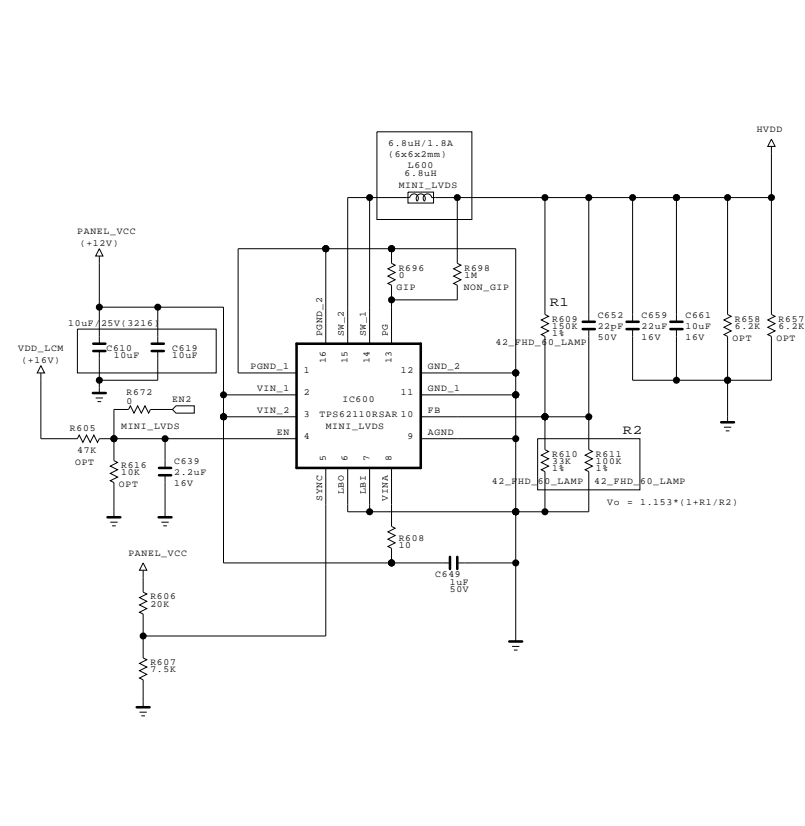 HVDD
6.8uH/1.8A
(6x6x2mm)
L600
6.8uH
MINI_LVDS
PANEL_VCC
(+12V)
R696
0
GIP
R698
1M
NON_GIP
PGND_2
SW_2
SW_1
PG
R1
R609
150K
1%
42_FHD_60_LAMP
C652
22pF
50V
C659
22uF
16V
C661
10uF
16V
R658
6.2K
OPT
R657
6.2K
OPT
10uF/25V(3216)
C610
10uF
C619
10uF
VDD_LCM
(+16V)
16
15
14
13
PGND_1
1
12
GND_2
VIN_1
2
11
GND_1
VIN_2
3
10
FB
EN
4
9
AGND
IC600
TPS62110RSAR
MINI_LVDS
R672
0
EN2
MINI_LVDS
R605
47K
OPT
R616
10K
OPT
C639
2.2uF
16V
5
6
7
8
SYNC
LBO
LBI
VINA
R2
R610
33K
1%
R611
100K
1%
42_FHD_60_LAMP
42_FHD_60_LAMP
Vo = 1.153*(1+R1/R2)
R608
10
C649
1uF
50V
PANEL_VCC
R606
20K
R607
7.5K